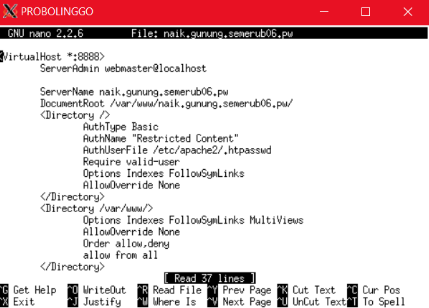 PROBOLINGGO
GNU nano 2.2.6 File: naik.gunung.semerub06.pw
<VirtualHost *:8888>
ServerAdmin webmaster@localhost
ServerName naik.gunung.semerub06.pw
DocumentRoot /var/www/naik.gunung.semerub06.pw/
<Directory />
AuthType Basic
AuthName "Restricted Content"
AuthUserFile /etc/apache2/.htpasswd
Require valid-user
Options Indexes FollowSymLinks
AllowOverride None
</Directory>
<Directory /var/www/>
Options Indexes FollowSymLinks MultiViews
AllowOverride None
Order allow,deny
allow from all
</Directory>
[ Read 37 lines ]
^G Get Help ^O WriteOut ^R Read File ^Y Prev Page ^K Cut Text ^C Cur Pos
^X Exit ^J Justify ^W Where Is ^V Next Page ^U UnCut Text ^T To Spell